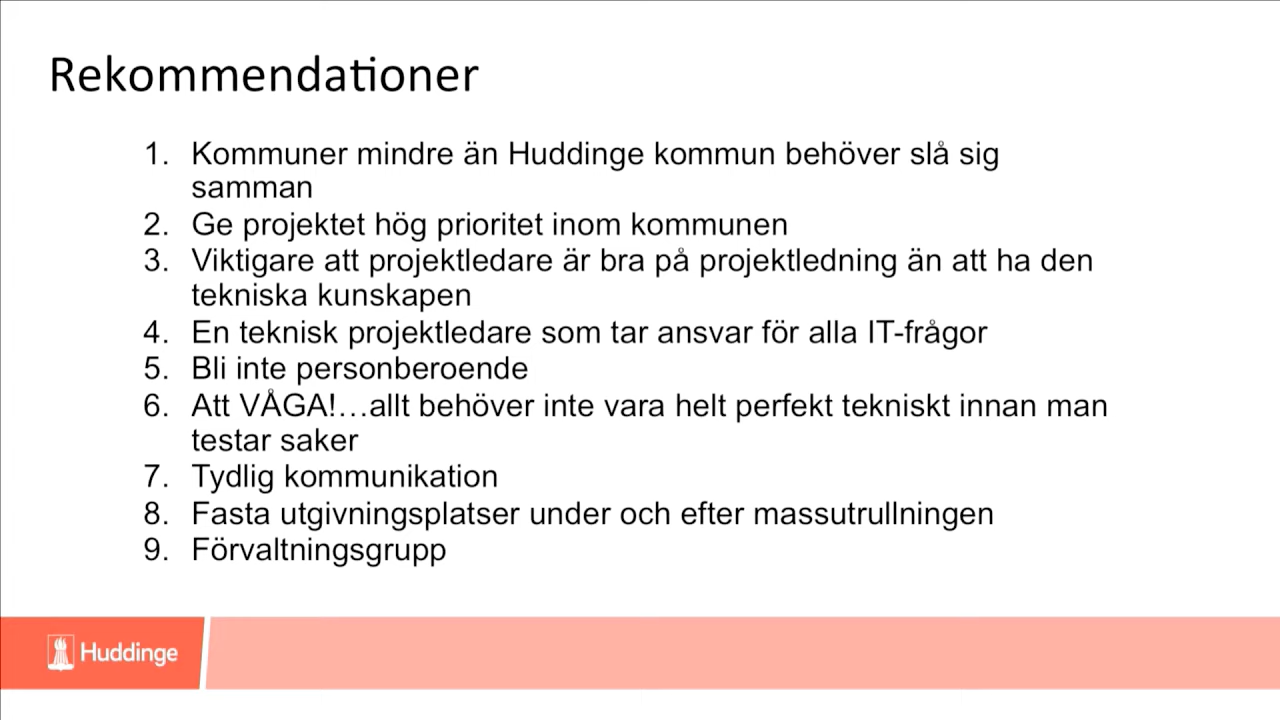 Rekommendationer
1. Kommuner mindre än Huddinge kommun behöver slå sig
samman
2. Ge projektet hög prioritet inom kommunen
3. Viktigare att projektledare är bra på projektledning än att ha den
tekniska kunskapen
4. En teknisk projektledare som tar ansvar för alla IT-frågor
5. Bli inte personberoende
6. Att VÅGA!…allt behöver inte vara helt perfekt tekniskt innan man
testar saker
7. Tydlig kommunikation
8. Fasta utgivningsplatser under och efter massutrullningen
9. Förvaltningsgrupp
Huddinge